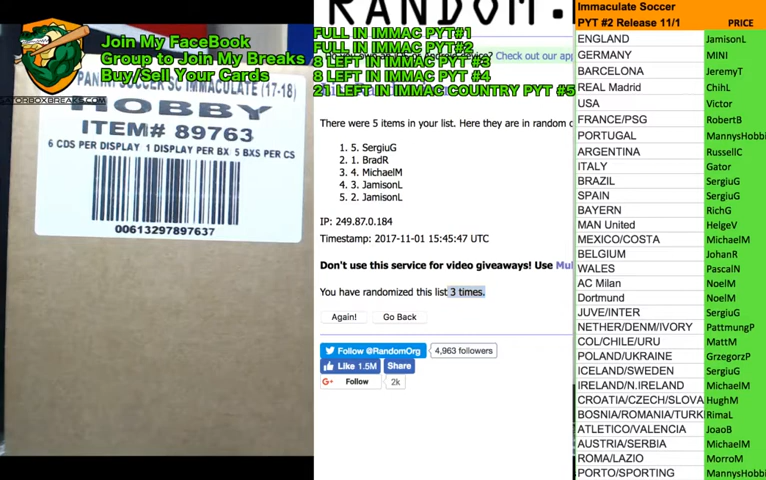 Join My FaceBook
Group to Join My Breaks
Buy/Sell Your Cards
GATORBOXBREAKS.COM
PANINI SOCCER SC IMMACULATE (17-18)
HOBBY
ITEM# 89763
6 CDS PER DISPLAY 1 DISPLAY PER BX 5 BXS PER CS
00613297897637
RANDOM.
FULL IN IMMAC PYT#1
FULL IN IMMAC PYT#2
8 LEFT IN IMMAC PYT #3
8 LEFT IN IMMAC PYT #4
21 LEFT IN IMMAC COUNTRY PYT #5
device? Check out our app
There were 5 items in your list. Here they are in random o
1. 5. SergiuG
2. 1. BradR
3. 4. MichaelM
4. 3. JamisonL
5. 2. JamisonL
IP: 249.87.0.184
Timestamp: 2017-11-01 15:45:47 UTC
Don't use this service for video giveaways! Use Mul
You have randomized this list 3 times.
Again! Go Back
Follow @RandomOrg 4,963 followers
Like 1.5M Share
G+ Follow 2k
Immaculate Soccer
PYT #2 Release 11/1 PRICE
ENGLAND JamisonL
GERMANY MINI
BARCELONA JeremyT
REAL Madrid ChihL
USA Victor
FRANCE/PSG RobertB
PORTUGAL MannysHobbi
ARGENTINA RussellC
ITALY Gator
BRAZIL SergiuG
SPAIN SergiuG
BAYERN RichG
MAN United HelgeV
MEXICO/COSTA MichaelM
BELGIUM JohanR
WALES PascalN
AC Milan NoelM
Dortmund NoelM
JUVE/INTER SergiuG
NETHER/DENM/IVORY PattmungP
COL/CHILE/URU MattM
POLAND/UKRAINE GrzegorzP
ICELAND/SWEDEN SergiuG
IRELAND/N.IRELAND MichaelM
CROATIA/CZECH/SLOVA HughM
BOSNIA/ROMANIA/TURK RimaL
ATLETICO/VALENCIA JoaoB
AUSTRIA/SERBIA MichaelM
ROMA/LAZIO MorroM
PORTO/SPORTING MannysHobbi